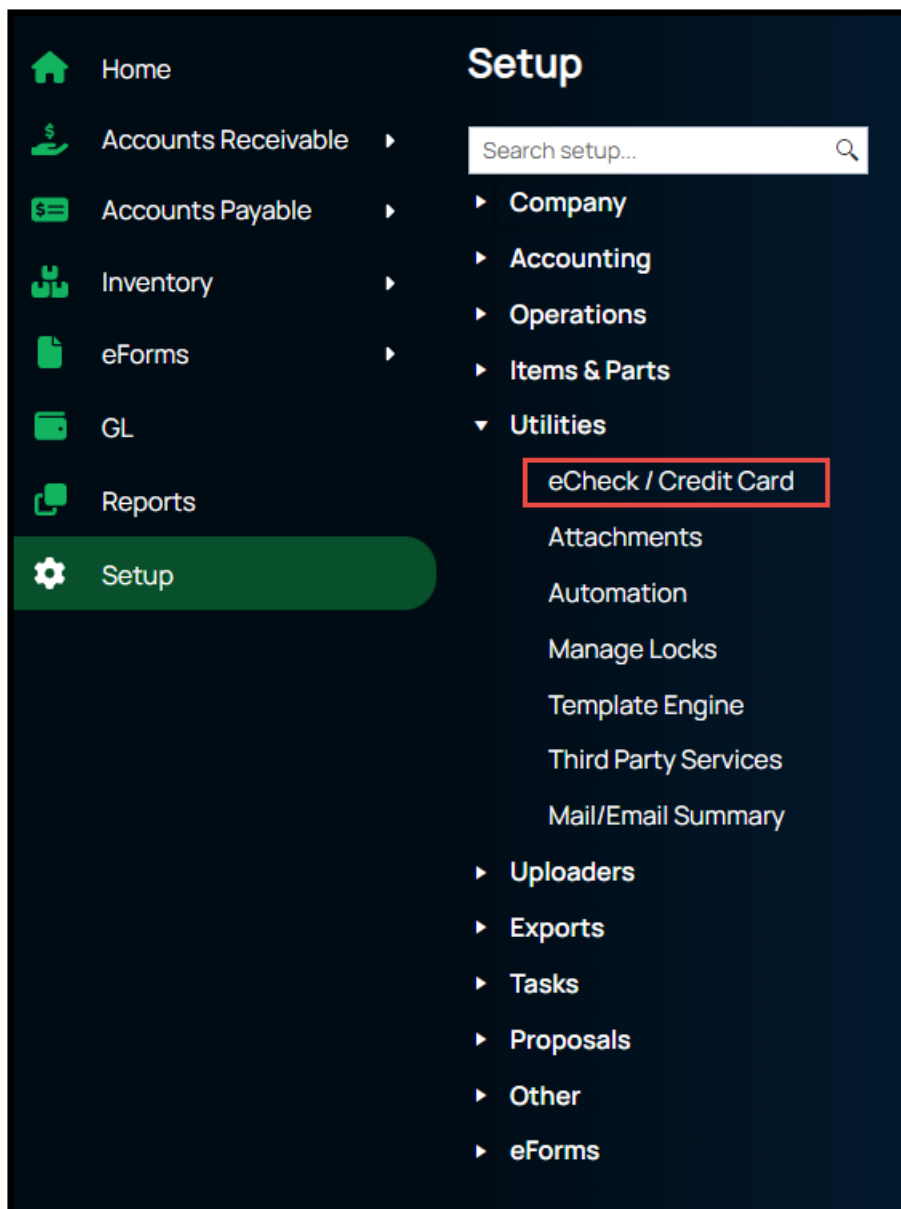 Home
Accounts Receivable
Accounts Payable
Inventory
eForms
GL
Reports
Setup
Setup
Search setup...
Company
Accounting
Operations
Items & Parts
Utilities
eCheck / Credit Card
Attachments
Automation
Manage Locks
Template Engine
Third Party Services
Mail/Email Summary
Uploaders
Exports
Tasks
Proposals
Other
eForms